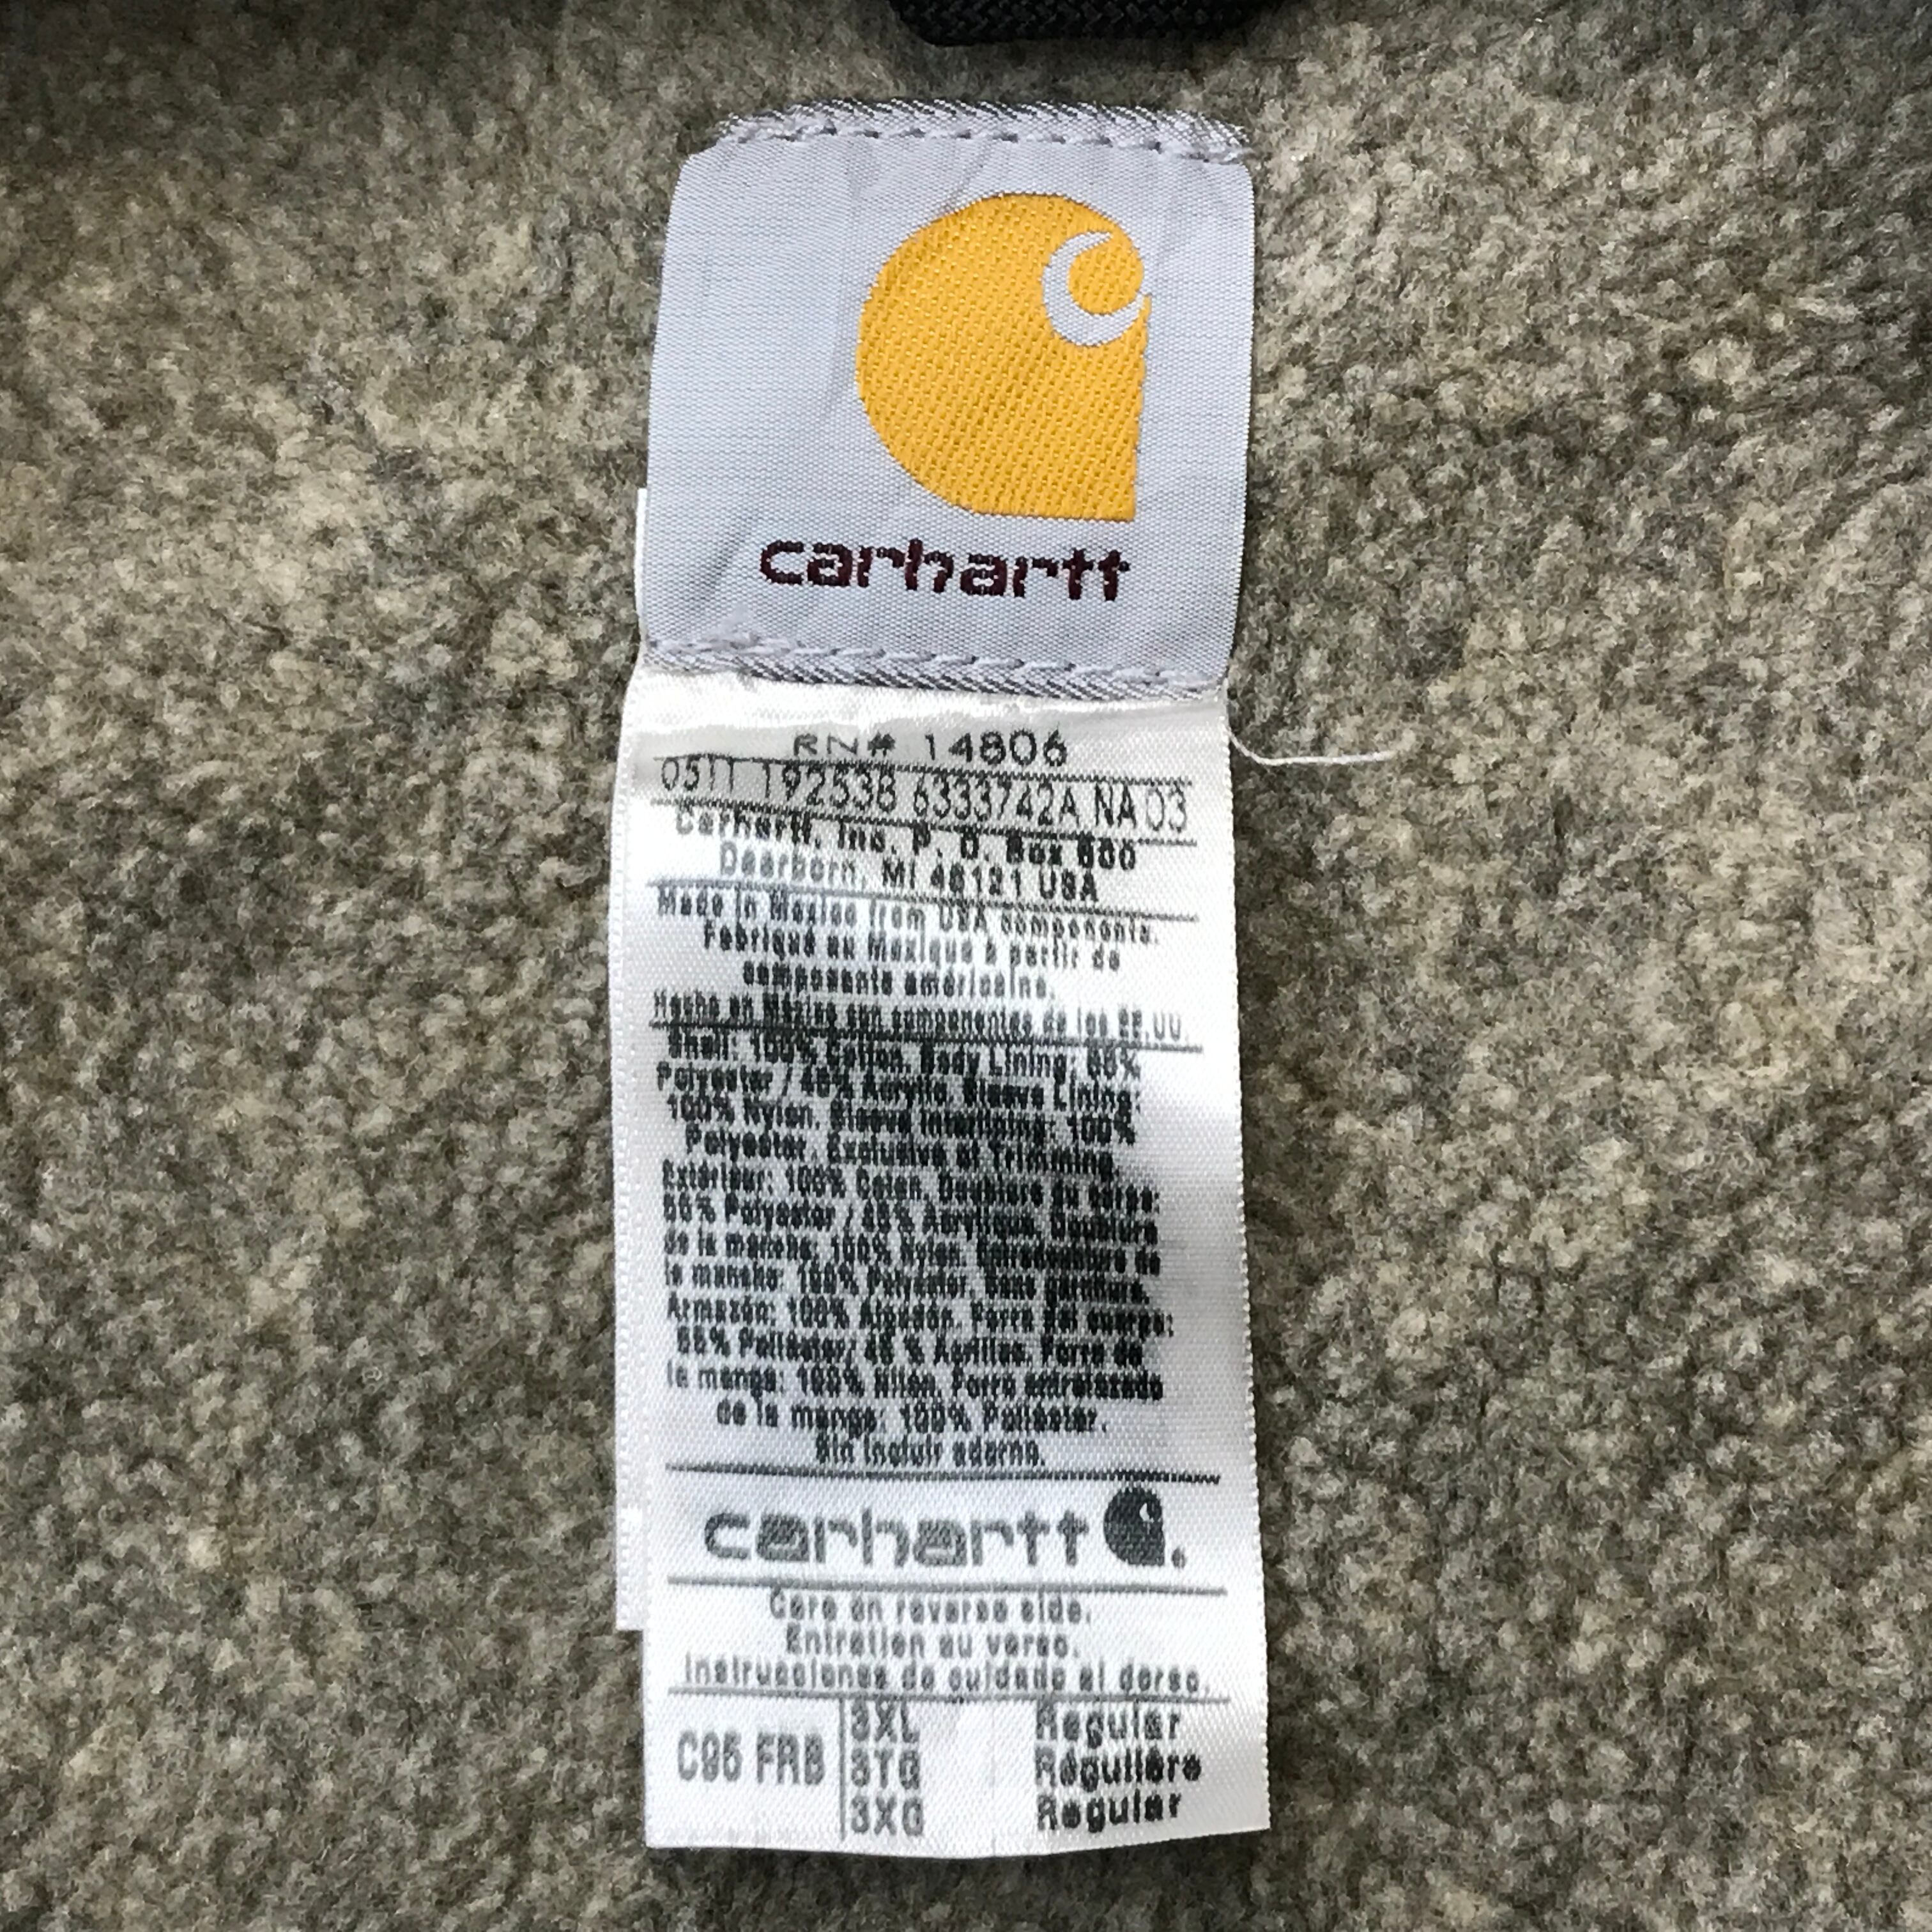 carhartt
RN# 14806
0511 192538 6333742A NA 03
Carhartt, Inc. P. O. Box 600
Dearborn, MI 48121 USA
Made in Mexico from USA components.
Fabriqué au Mexique à partir de
composants américains.
Hecho en México con componentes de los EE.UU.
Shell: 100% Cotton. Body Lining: 55%
Polyester / 45% Acrylic. Sleeve Lining:
100% Nylon. Sleeve Interlining: 100%
Polyester. Exclusive of Trimming.
Extérieur: 100% Coton. Doublure du corps:
55% Polyester / 45% Acrylique. Doublure
de la manche: 100% Nylon. Entredoublure de
la manche: 100% Polyester. Sans garniture.
Armazón: 100% Algodón. Forro del cuerpo:
55% Poliéster/ 45 % Acrílico. Forro de
la manga: 100% Nilón. Forro entrelazado
de la manga: 100% Poliéster.
Sin incluir adorno.
carhartt
Care on reverse side.
Entretien au verso.
Instrucciones de cuidado al dorso.
C95 FRB 3XL Regular
3TG Régulière
3XG Regular